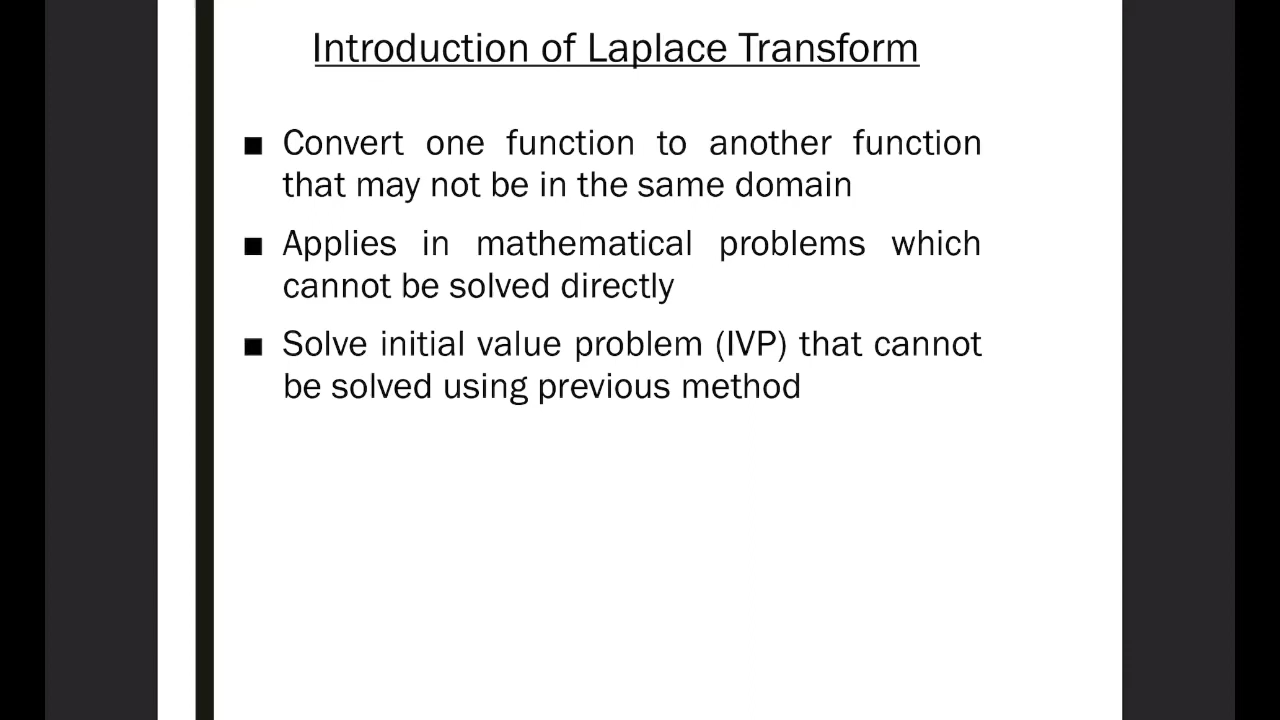 Introduction of Laplace Transform
■ Convert one function to another function
that may not be in the same domain
■ Applies in mathematical problems which
cannot be solved directly
■ Solve initial value problem (IVP) that cannot
be solved using previous method